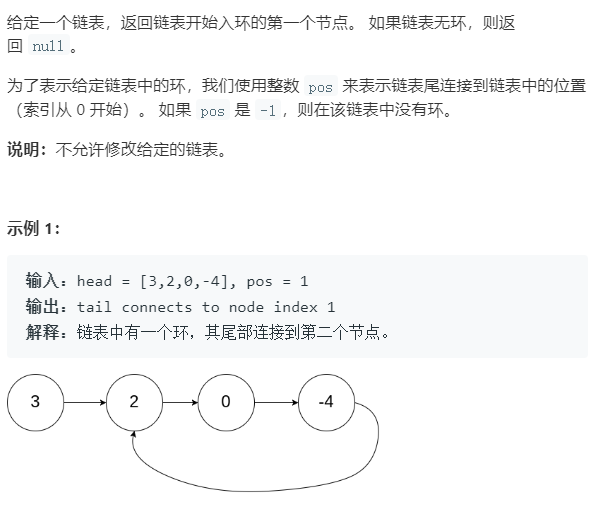 给定一个链表，返回链表开始入环的第一个节点。 如果链表无环，则返
回 null 。
为了表示给定链表中的环，我们使用整数 pos 来表示链表尾连接到链表中的位置
（索引从 0 开始）。 如果 pos 是 -1，则在该链表中没有环。
说明：不允许修改给定的链表。
示例 1：
输入：head = [3,2,0,-4], pos = 1
输出：tail connects to node index 1
解释：链表中有一个环，其尾部连接到第二个节点。
3 2 0 -4